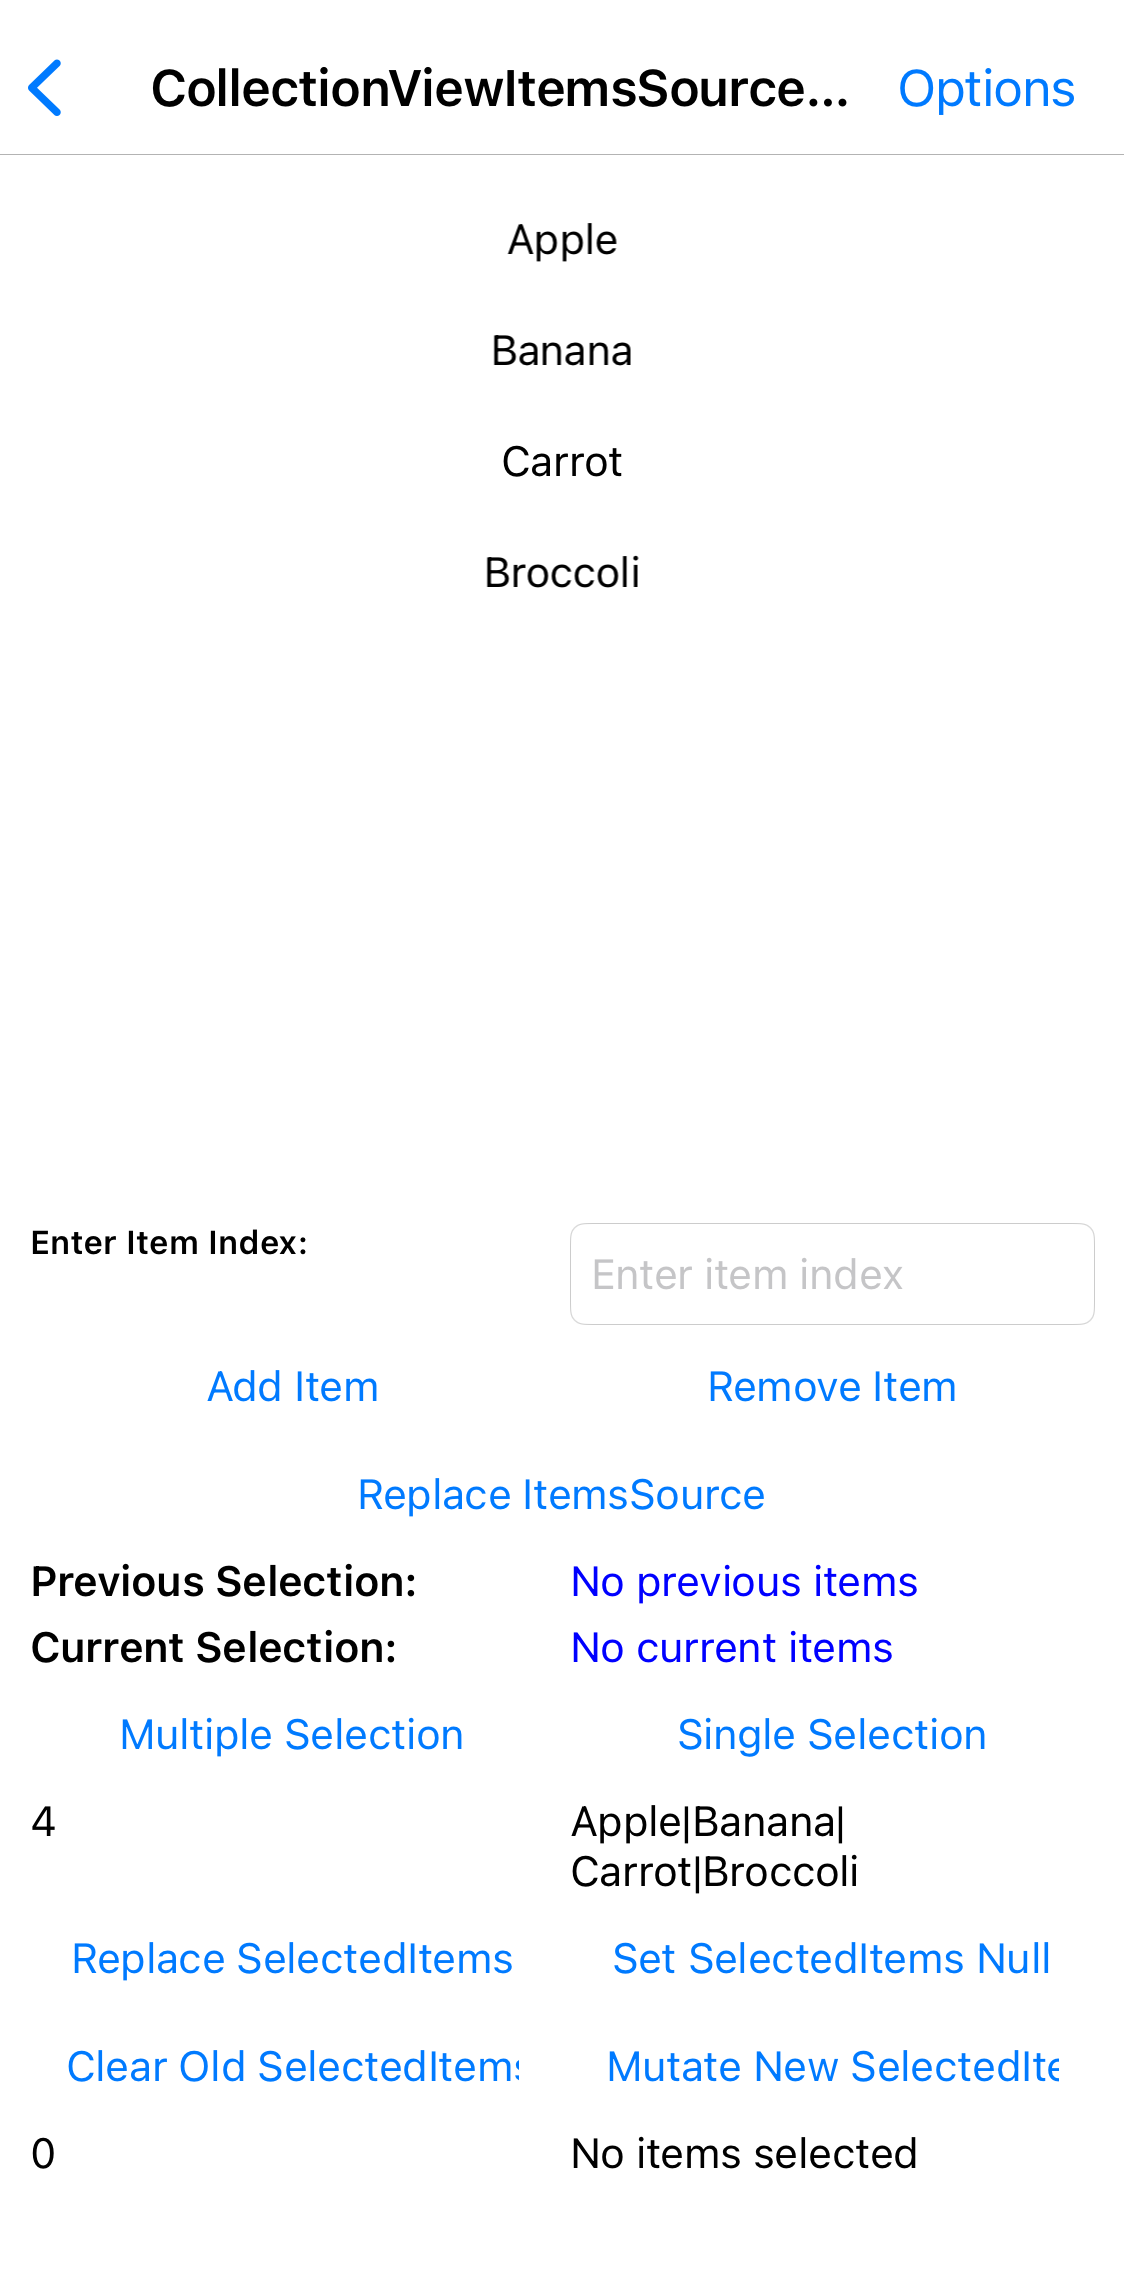 CollectionViewItemsSource...
Options
Apple
Banana
Carrot
Broccoli
Enter Item Index:
Enter item index
Add Item
Remove Item
Replace ItemsSource
Previous Selection:
No previous items
Current Selection:
No current items
Multiple Selection
Single Selection
4
Apple|Banana|
Carrot|Broccoli
Replace SelectedItems
Set SelectedItems Null
Clear Old SelectedItems
Mutate New SelectedIte
0
No items selected